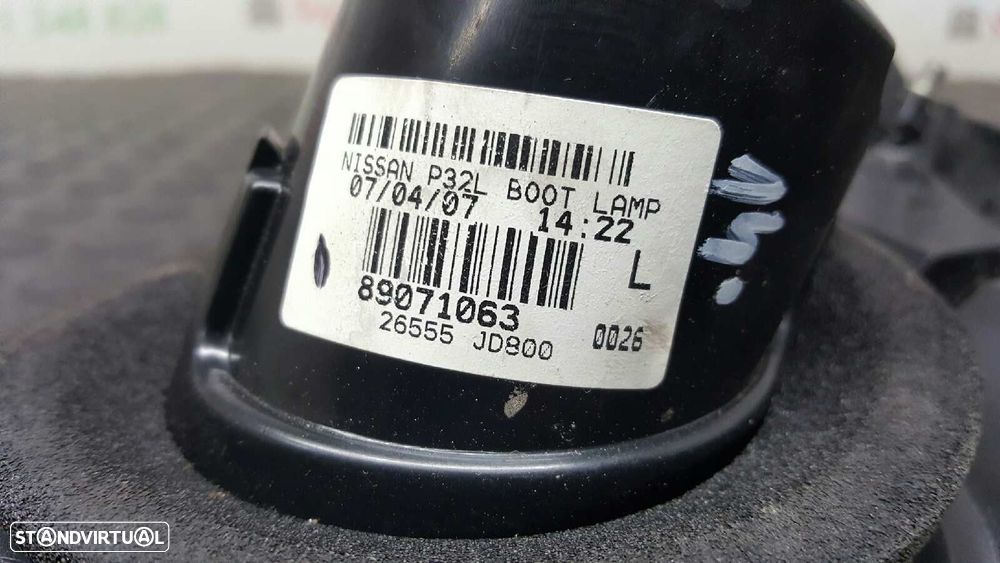 NISSAN P32L BOOT LAMP
07/04/07 14:22
L
89071063
26555 JD800 0026
STANDVIRTUAL